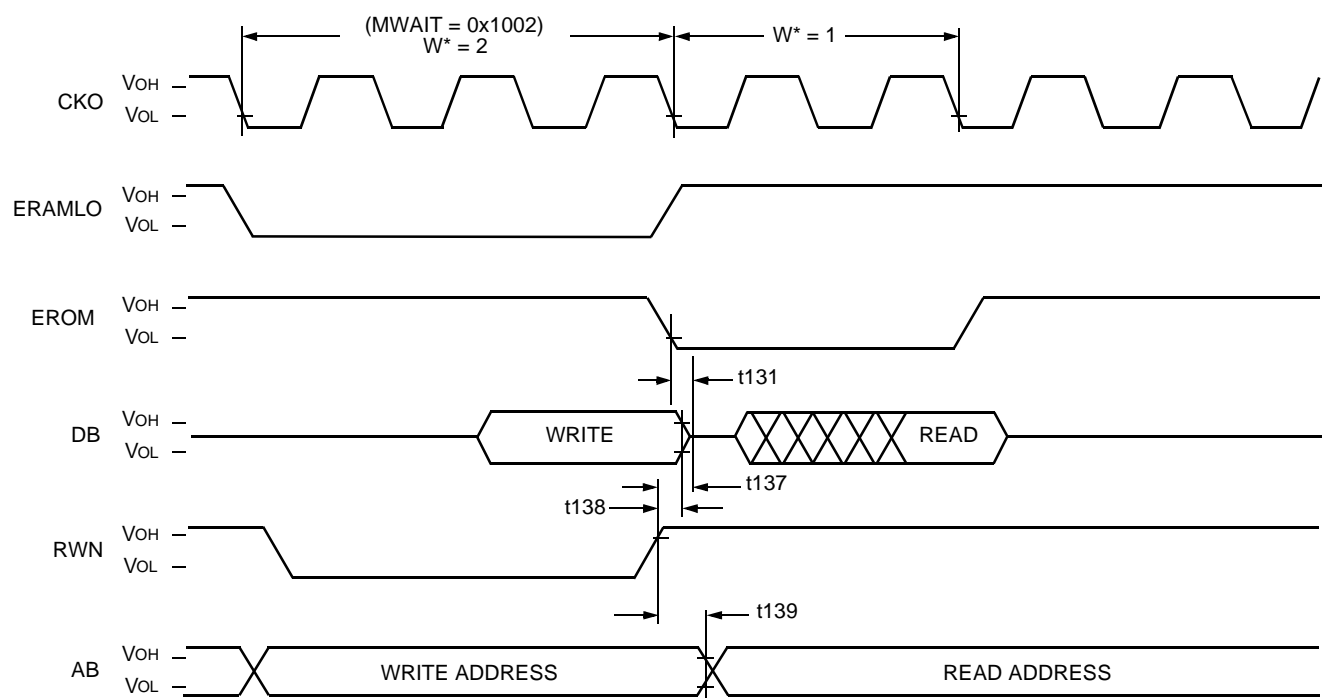 (MWAIT = 0x1002)
W* = 2
W* = 1
CKO
VOH
VOL
ERAMLO
VOH
VOL
EROM
VOH
VOL
t131
DB
VOH
VOL
WRITE
READ
t137
t138
RWN
VOH
VOL
t139
AB
VOH
VOL
WRITE ADDRESS
READ ADDRESS